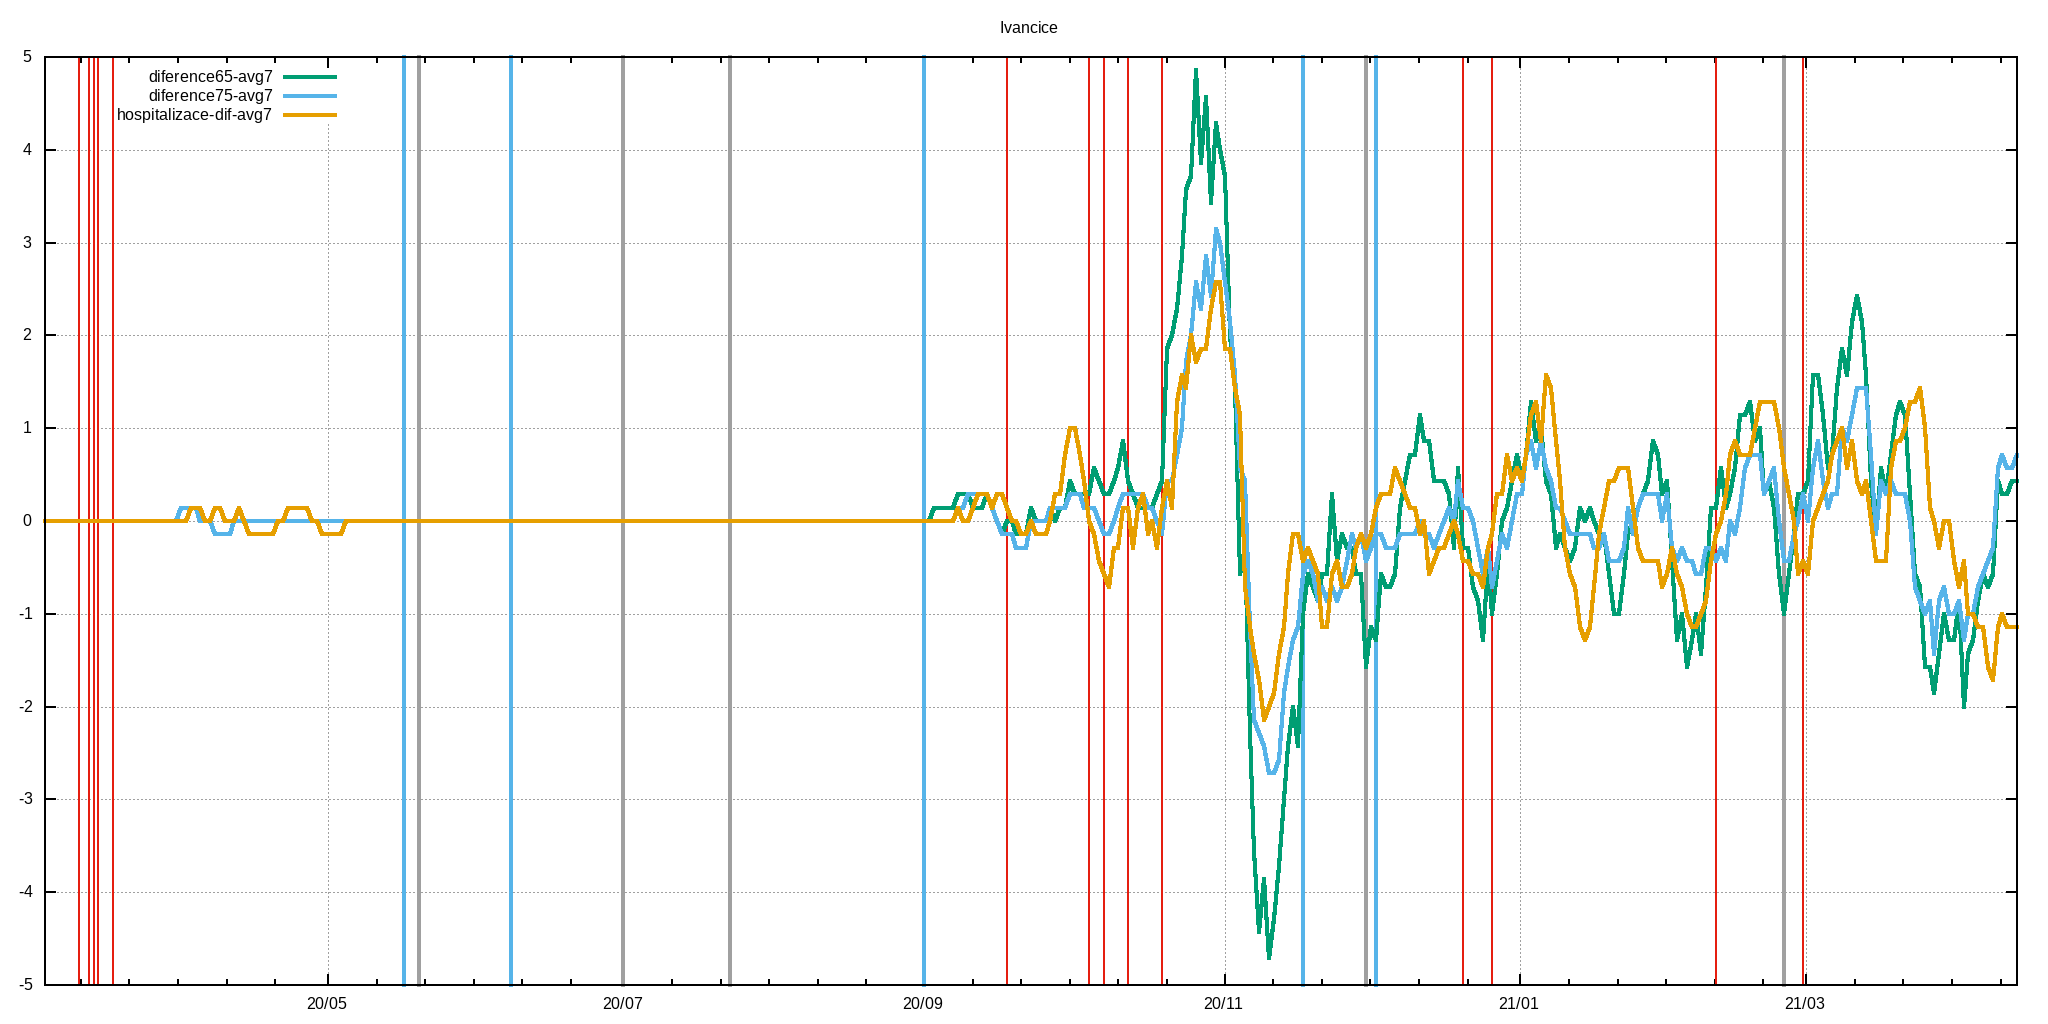 Ivancice
5
diference65-avg7
diference75-avg7
hospitalizace-dif-avg7
4
3
2
1
0
-1
-2
-3
-4
-5
20/05 20/07 20/09 20/11 21/01 21/03